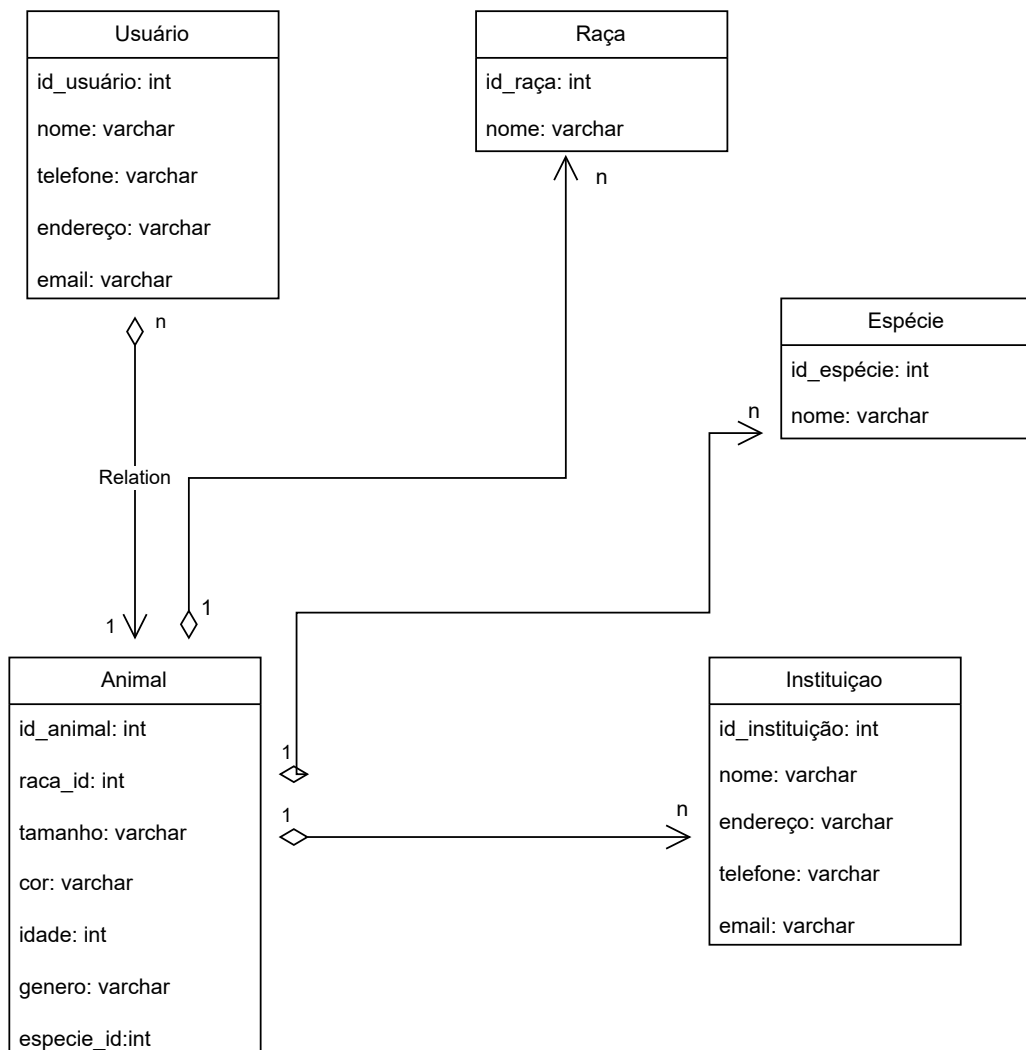 Usuário
id_usuário: int
nome: varchar
telefone: varchar
endereço: varchar
email: varchar
n
Raça
id_raça: int
nome: varchar
n
Espécie
id_espécie: int
nome: varchar
n
Relation
1
1
Animal
id_animal: int
raca_id: int
tamanho: varchar
cor: varchar
idade: int
genero: varchar
especie_id:int
1
1
n
Instituiçao
id_instituição: int
nome: varchar
endereço: varchar
telefone: varchar
email: varchar